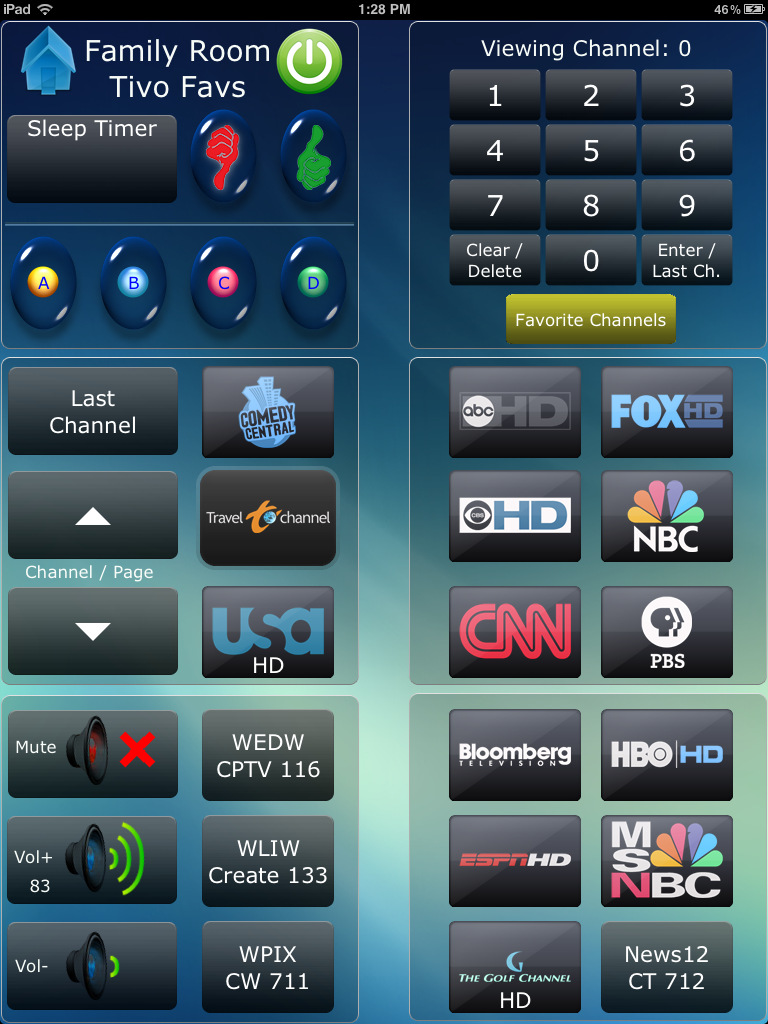 iPad
1:28 PM
46%
Family Room
Tivo Favs
Sleep Timer
A
B
C
D
Viewing Channel: 0
1
2
3
4
5
6
7
8
9
Clear /
Delete
0
Enter /
Last Ch.
Favorite Channels
Last
Channel
COMEDY
CENTRAL
Channel / Page
Travel channel
usa
HD
abc HD
FOX HD
CBS HD
NBC
CNN
PBS
Mute
WEDW
CPTV 116
Vol+
83
WLIW
Create 133
Vol-
WPIX
CW 711
Bloomberg
TELEVISION
HBO HD
ESPN HD
MSNBC
G
THE GOLF CHANNEL
HD
News12
CT 712